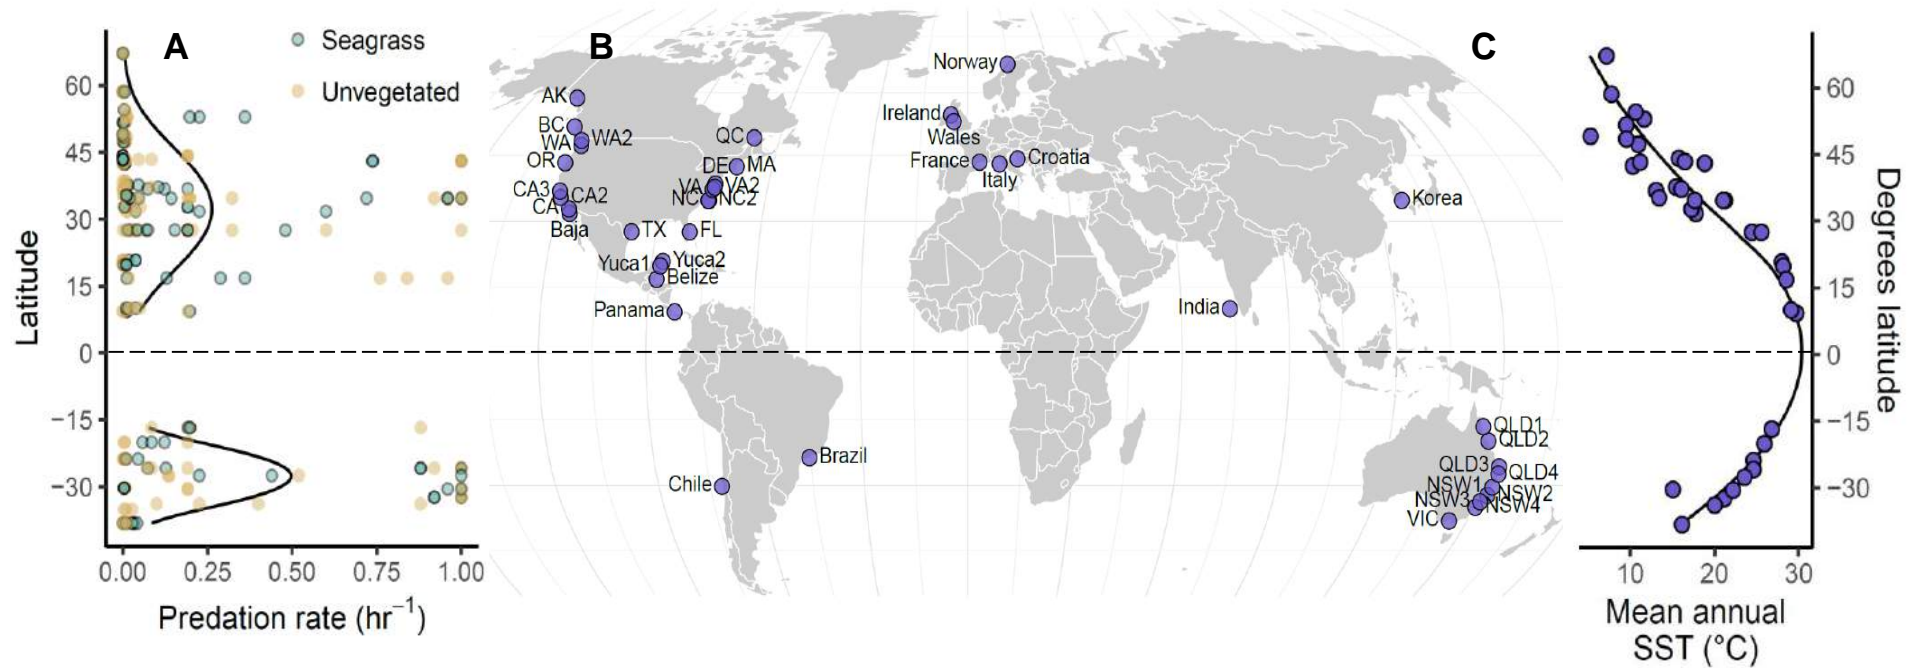 A
Seagrass
Unvegetated
Latitude
60
45
30
15
0
−15
−30
0.00 0.25 0.50 0.75 1.00
Predation rate (hr−1)
B
Norway
AK
Ireland
BC
WA2
WA
QC
Wales
OR
DE
MA
France
Croatia
Italy
CA3
CA2
VA
VA2
CA
NC
NC2
Korea
Baja
TX
FL
Yuca1
Yuca2
Belize
Panama
India
QLD1
QLD2
Brazil
QLD3
QLD4
Chile
NSW1
NSW2
NSW3
NSW4
VIC
C
60
45
30
15
0
−15
−30
Degrees latitude
10 20 30
Mean annual
SST (°C)